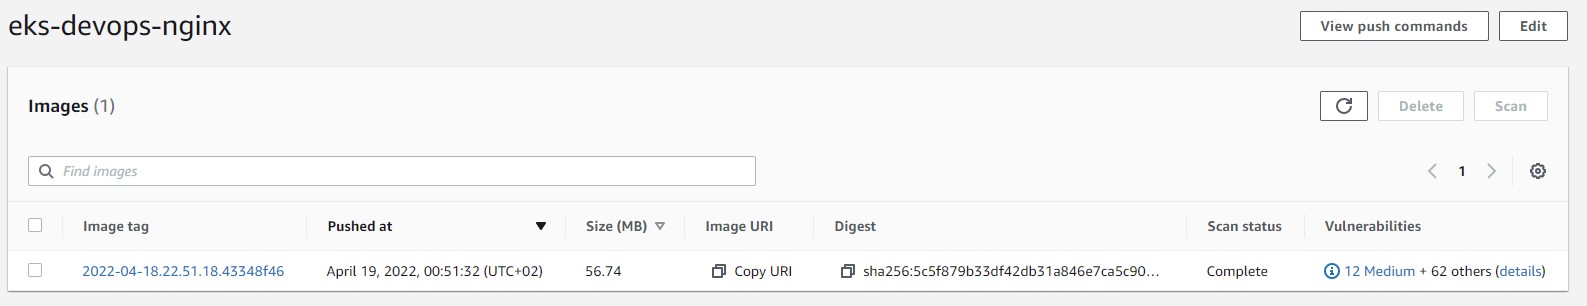 eks-devops-nginx
View push commands
Edit
Images (1)
Delete
Scan
Find images
1
Image tag
Pushed at
Size (MB)
Image URI
Digest
Scan status
Vulnerabilities
2022-04-18.22.51.18.43348f46
April 19, 2022, 00:51:32 (UTC+02)
56.74
Copy URI
sha256:5c5f879b33df42db31a846e7ca5c90...
Complete
12 Medium + 62 others (details)